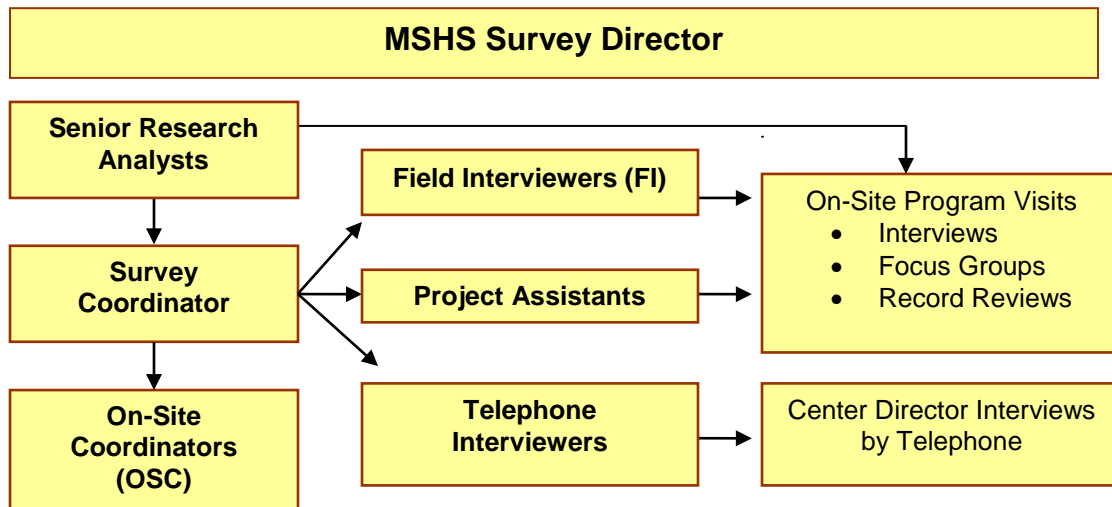 MSHS Survey Director
Senior Research
Analysts
Field Interviewers (FI)
On-Site Program Visits
• Interviews
• Focus Groups
• Record Reviews
Survey
Coordinator
Project Assistants
On-Site
Coordinators
(OSC)
Telephone
Interviewers
Center Director Interviews
by Telephone